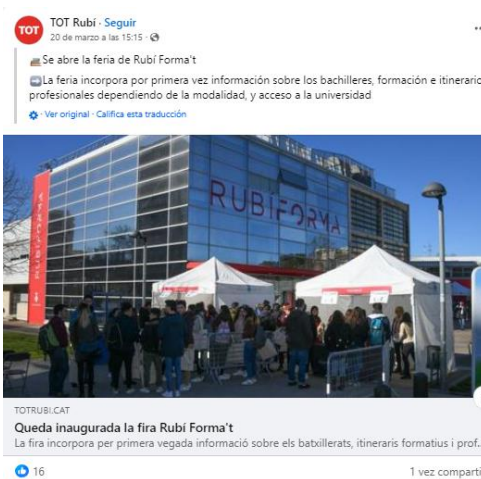 TOT
TOT Rubí · Seguir
20 de marzo a las 15:15 ·
Se abre la feria de Rubí Forma't
La feria incorpora por primera vez información sobre los bachilleres, formación e itinerario
profesionales dependiendo de la modalidad, y acceso a la universidad
· Ver original · Califica esta traducción
RUBIFORMA
RUBIFORMA
TOTRUBI.CAT
Queda inaugurada la fira Rubí Forma't
La fira incorpora per primera vegada informació sobre els batxillerats, itineraris formatius i prof...
16
1 vez comparti